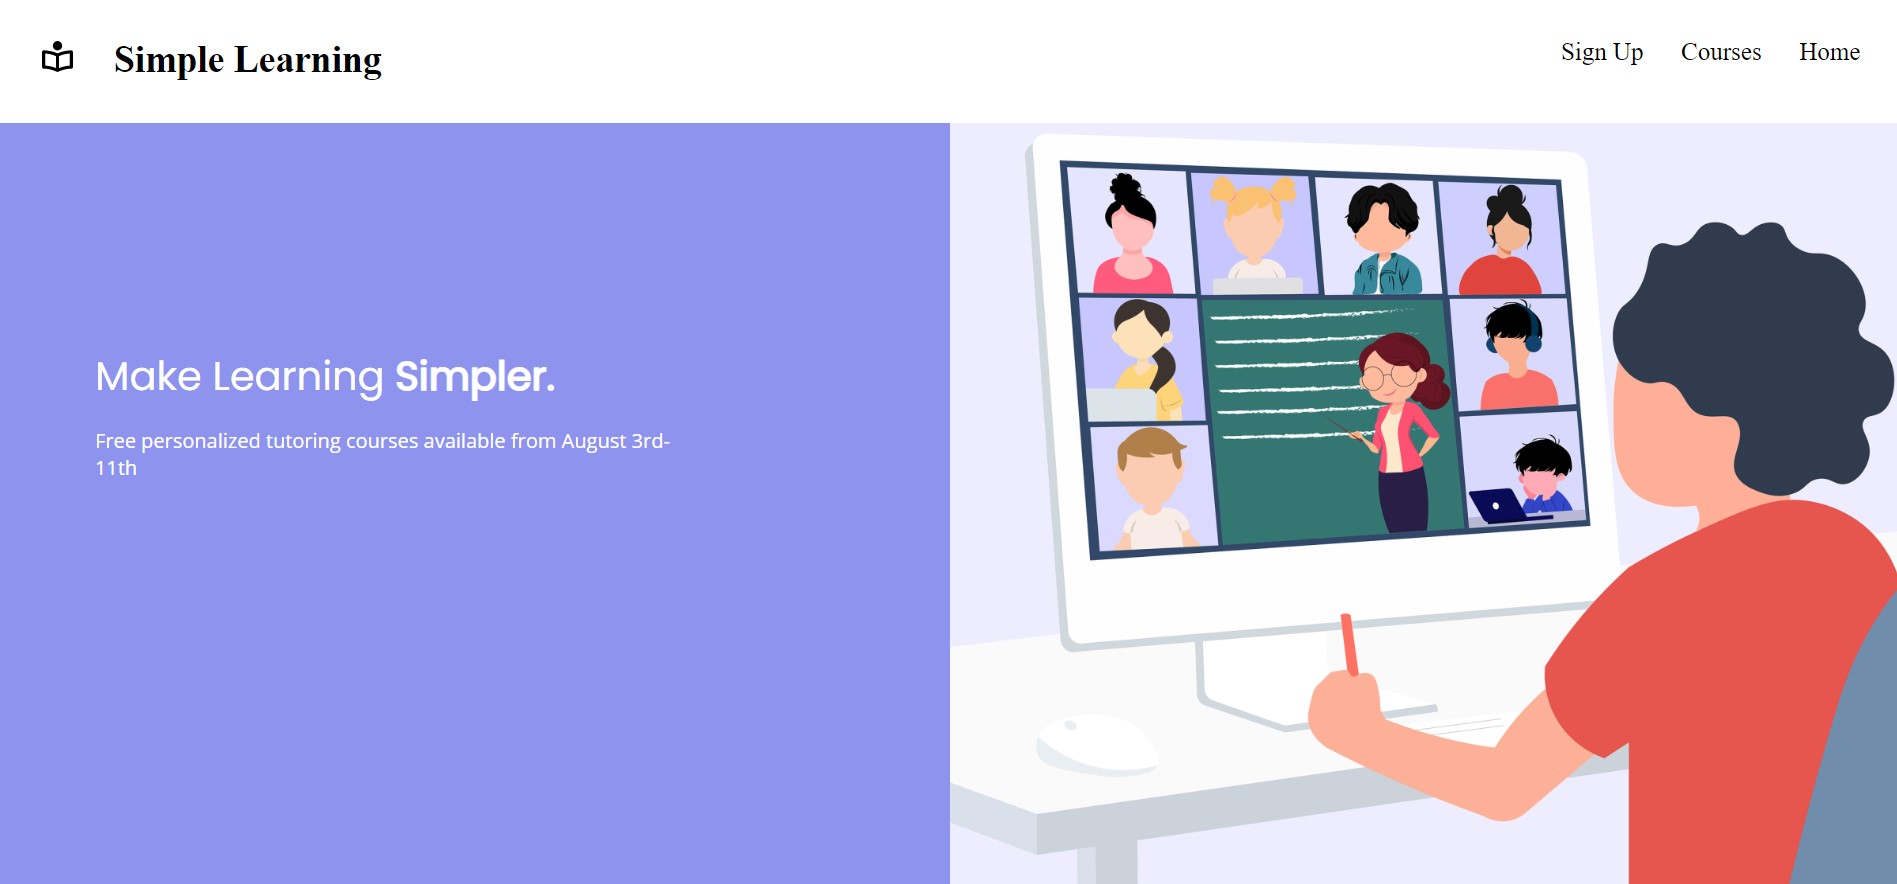 Simple Learning
Sign Up
Courses
Home
Make Learning Simpler.
Free personalized tutoring courses available from August 3rd-
11th